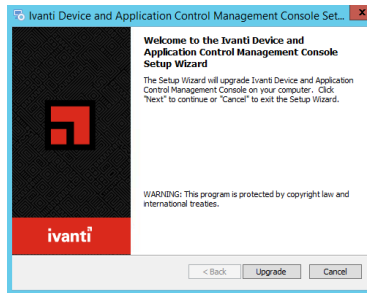 Ivanti Device and Application Control Management Console Set...
x
Welcome to the Ivanti Device and
Application Control Management Console
Setup Wizard
The Setup Wizard will upgrade Ivanti Device and Application
Control Management Console on your computer. Click
"Next" to continue or "Cancel" to exit the Setup Wizard.
WARNING: This program is protected by copyright law and
international treaties.
ivanti
< Back
Upgrade
Cancel